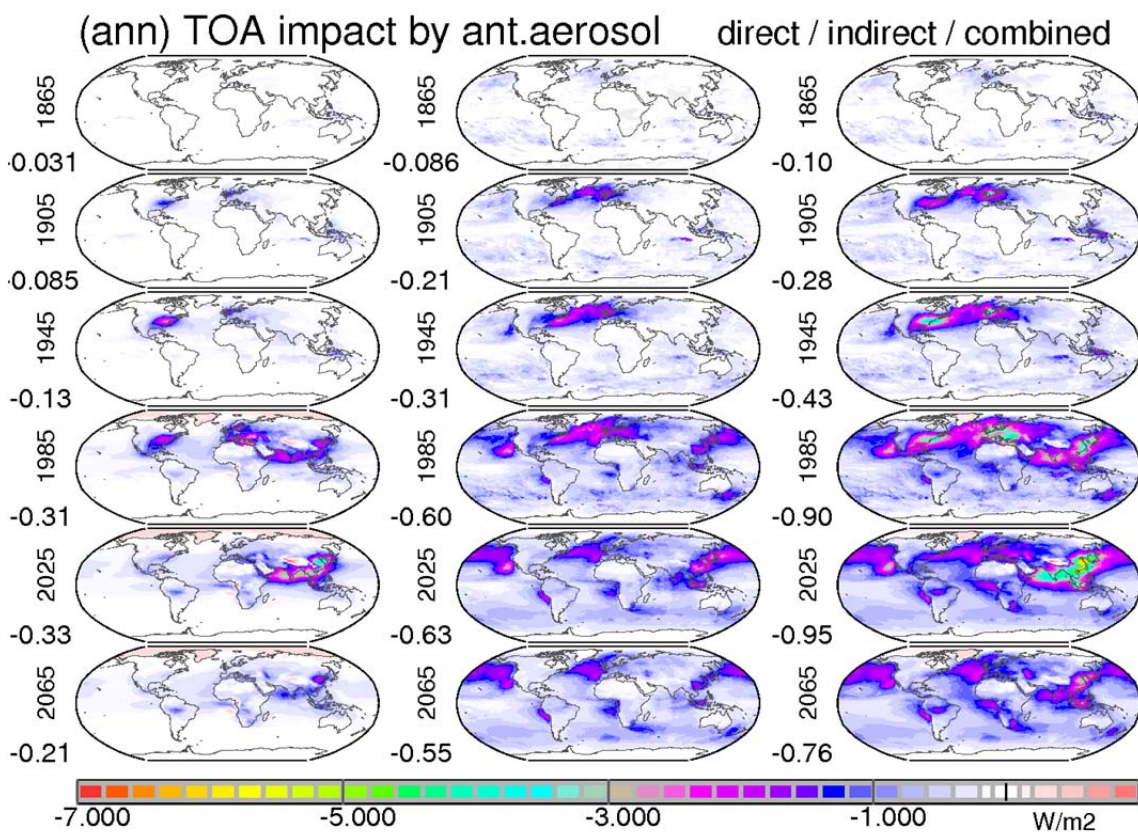 (ann) TOA impact by ant.aerosol direct / indirect / combined
1865 1865 1865
-0.031 -0.086 -0.10
1905 1905 1905
-0.085 -0.21 -0.28
1945 1945 1945
-0.13 -0.31 -0.43
1985 1985 1985
-0.31 -0.60 -0.90
2025 2025 2025
-0.33 -0.63 -0.95
2065 2065 2065
-0.21 -0.55 -0.76
-7.000 -5.000 -3.000 -1.000 W/m2